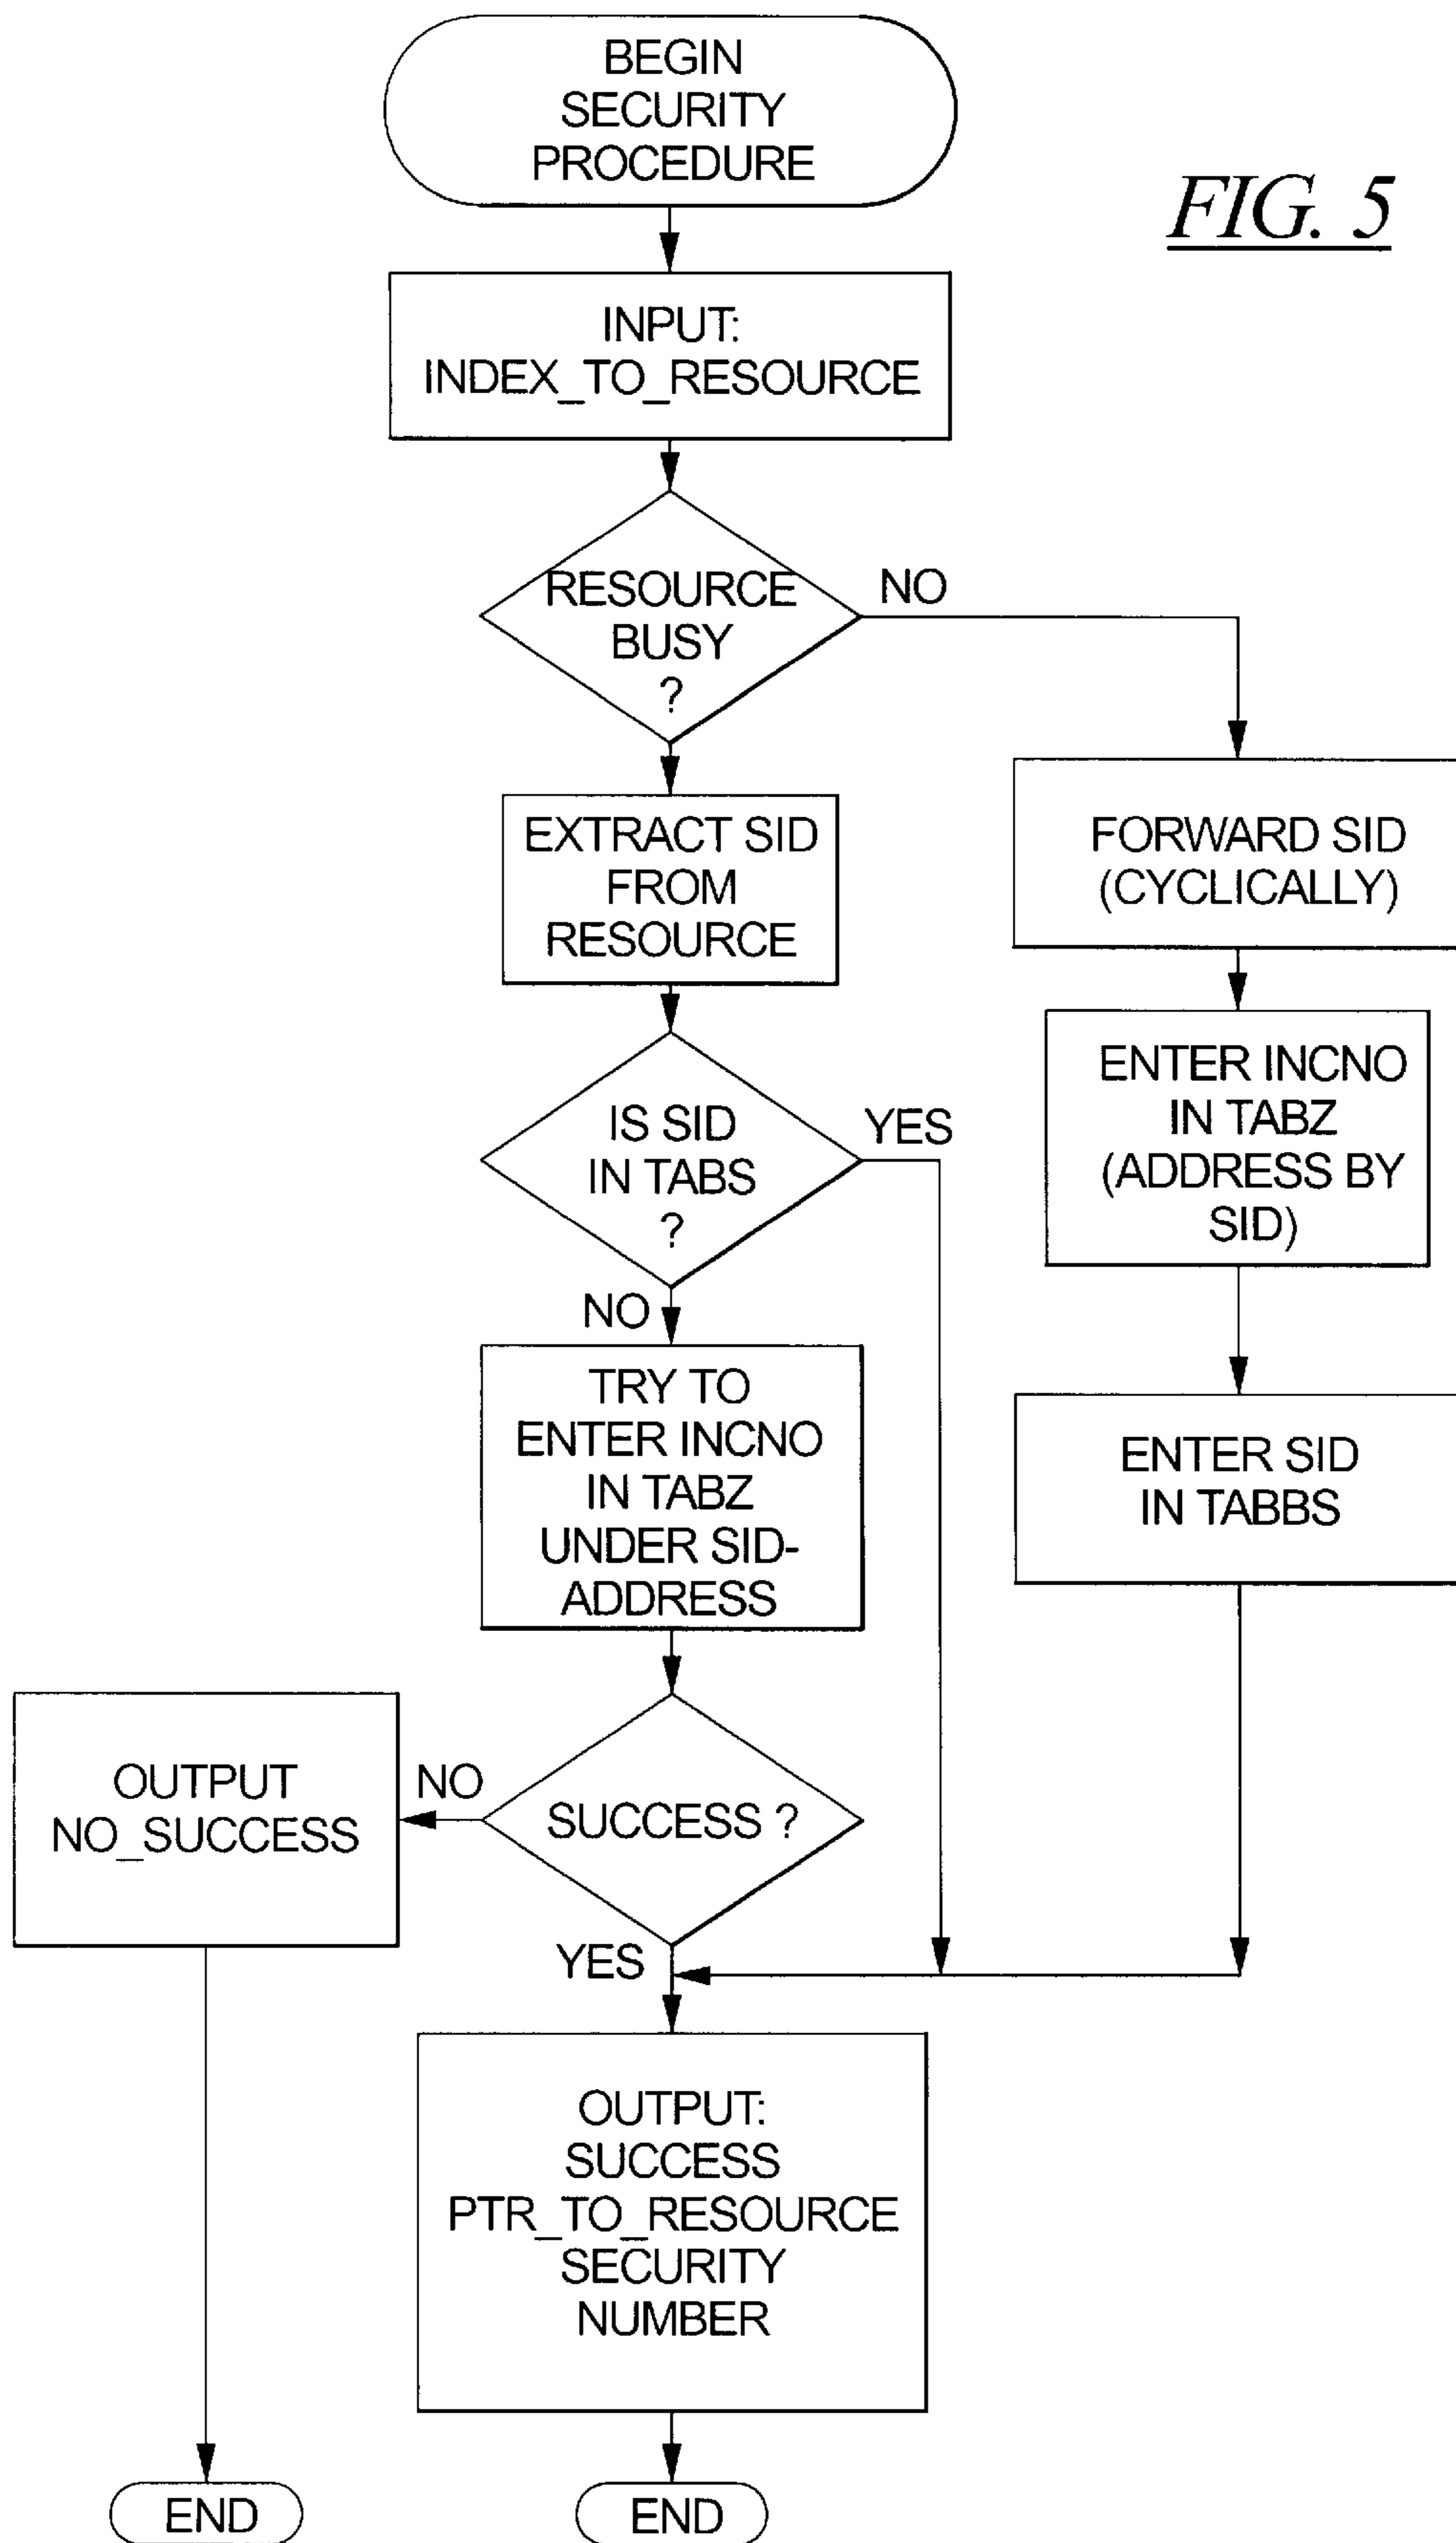 BEGIN
SECURITY
PROCEDURE
FIG. 5
INPUT:
INDEX_TO_RESOURCE
RESOURCE
BUSY
?
NO
EXTRACT SID
FROM
RESOURCE
FORWARD SID
(CYCLICALLY)
IS SID
IN TABS
?
YES
NO
ENTER INCNO
IN TABZ
(ADDRESS BY
SID)
TRY TO
ENTER INCNO
IN TABZ
UNDER SID-
ADDRESS
ENTER SID
IN TABBS
SUCCESS ?
NO
YES
OUTPUT
NO_SUCCESS
OUTPUT:
SUCCESS
PTR_TO_RESOURCE
SECURITY
NUMBER
END
END